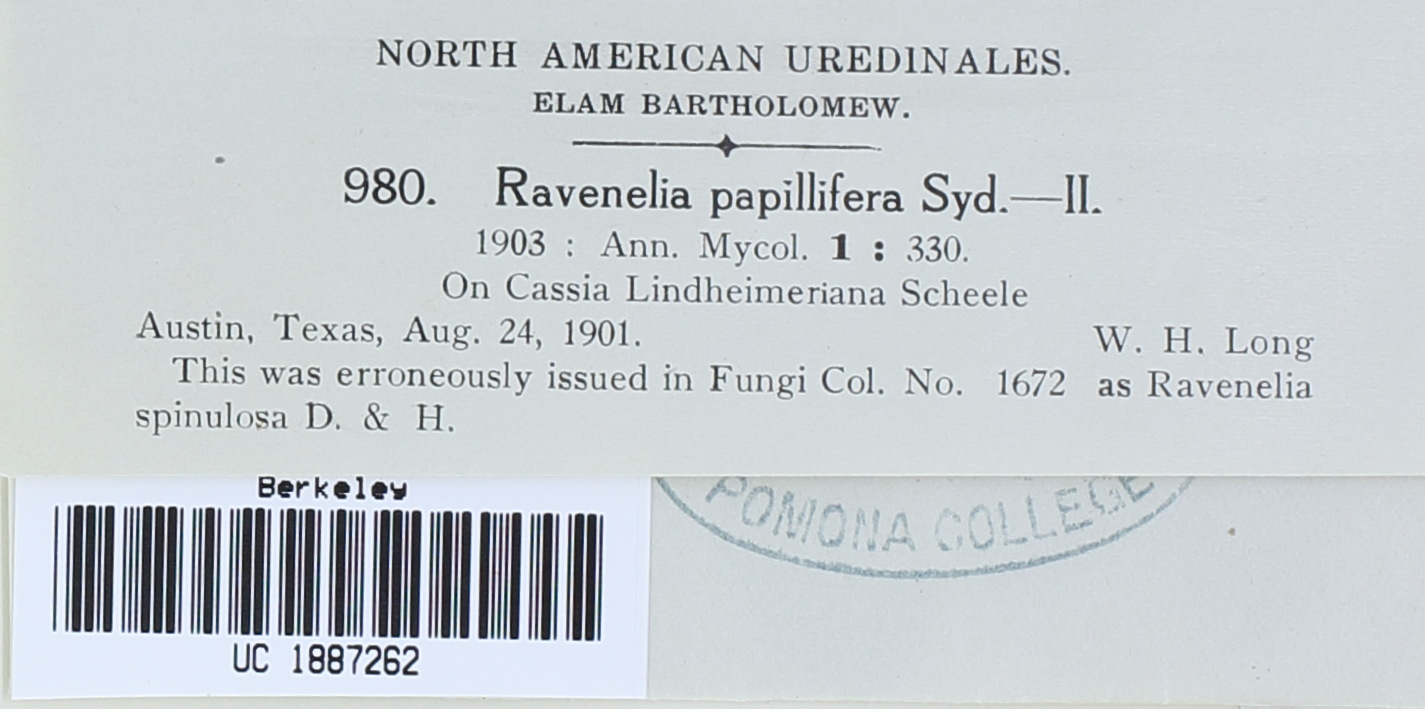 NORTH AMERICAN UREDINALES.
ELAM BARTHOLOMEW.
980. Ravenelia papillifera Syd.—II.
1903 : Ann. Mycol. 1 : 330.
On Cassia Lindheimeriana Scheele
Austin, Texas, Aug. 24, 1901. W. H. Long
This was erroneously issued in Fungi Col. No. 1672 as Ravenelia
spinulosa D. & H.
Berkeley
POMONA COLLEGE
UC 1887262